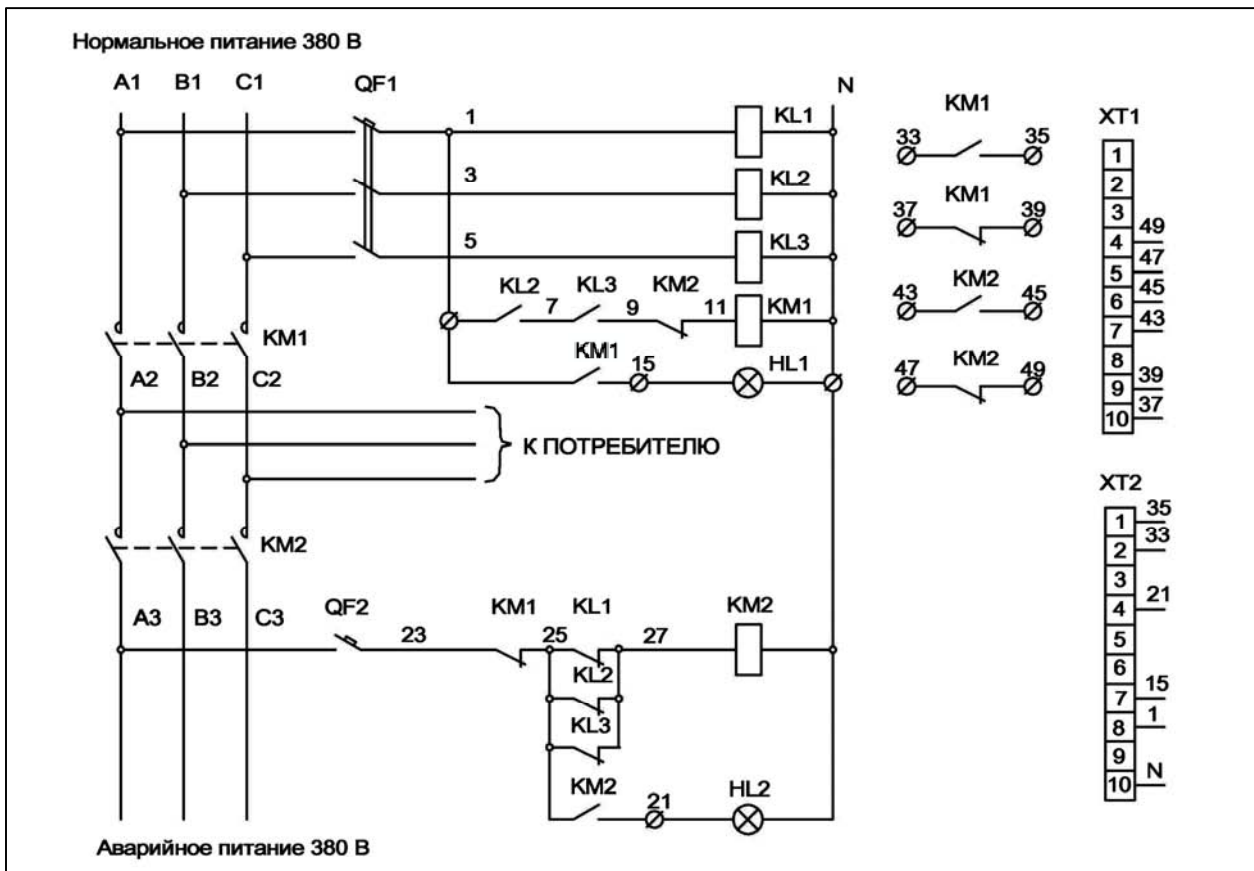 Нормальное питание 380 В
A1 B1 C1 QF1 N
1 KL1
3 KL2
5 KL3
KL2 7 KL3 9 KM2 11 KM1
KM1
KM1 15 HL1
A2 B2 C2
К ПОТРЕБИТЕЛЮ
KM2
A3 B3 C3 QF2 23 KM1 25 KL1 27 KM2
KL2
KL3
KM2 21 HL2
Аварийное питание 380 В
KM1
33 35
KM1
37 39
KM2
43 45
KM2
47 49
XT1
1
2
3
4 49
5 47
6 45
7 43
8
9 39
10 37
XT2
1 35
2 33
3
4 21
5
6
7 15
8 1
9
10 N